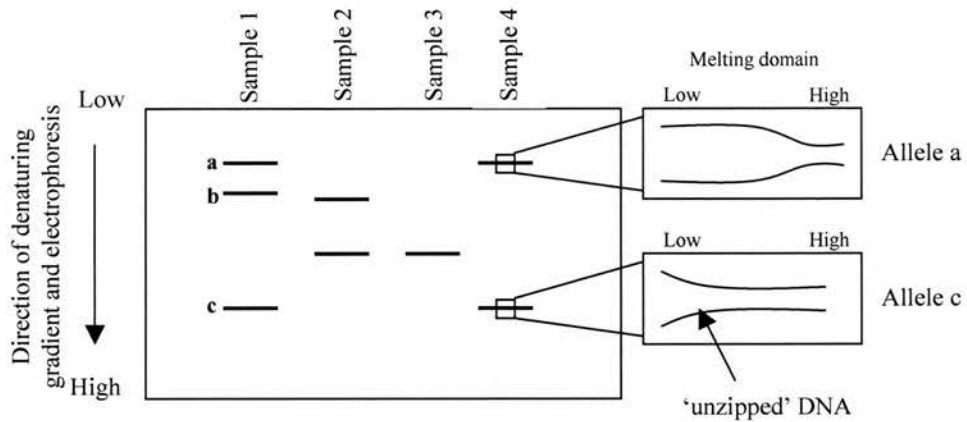 Sample 1
Sample 2
Sample 3
Sample 4
Melting domain
Low
Low
High
Direction of denaturing
gradient and electrophoresis
a
Allele a
b
Low
High
c
Allele c
High
‘unzipped’ DNA